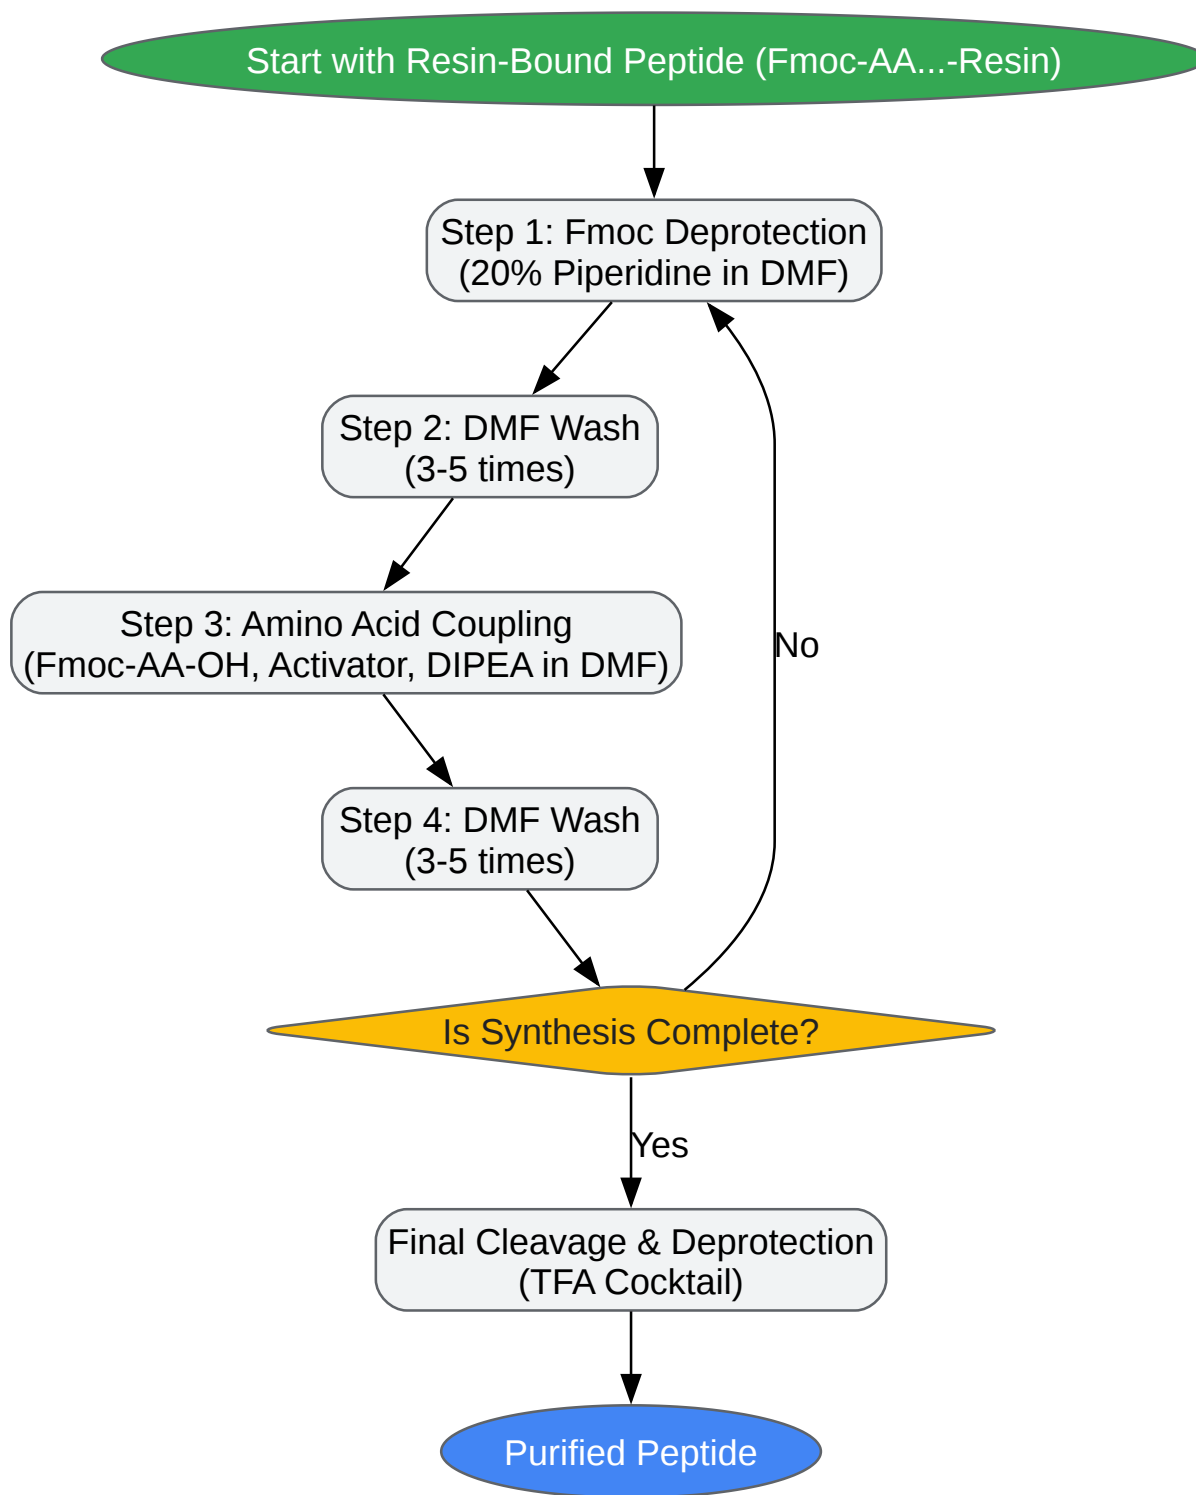 Start with Resin-Bound Peptide (Fmoc-AA...-Resin)
Step 1: Fmoc Deprotection
(20% Piperidine in DMF)
Step 2: DMF Wash
(3-5 times)
Step 3: Amino Acid Coupling
(Fmoc-AA-OH, Activator, DIPEA in DMF)
No
Step 4: DMF Wash
(3-5 times)
Is Synthesis Complete?
Yes
Final Cleavage & Deprotection
(TFA Cocktail)
Purified Peptide